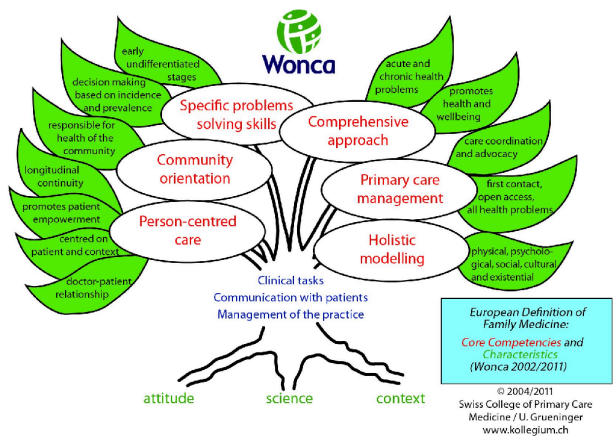 Wonca
early
undifferentiated
stages
decision making
based on incidence
and prevalence
responsible for
health of the
community
longitudinal
continuity
promotes patient
empowerment
centred on
patient and context
doctor-patient
relationship
Specific problems
solving skills
Community
orientation
Person-centred
care
Comprehensive
approach
Primary care
management
Holistic
modelling
acute and
chronic health
problems
promotes
health and
wellbeing
care coordination
and advocacy
first contact,
open access,
all health problems
physical, psycholo-
gical, social, cultural
and existential
Clinical tasks
Communication with patients
Management of the practice
attitude
science
context
European Definition of
Family Medicine:
Core Competencies and
Characteristics
(Wonca 2002/2011)
© 2004/2011
Swiss College of Primary Care
Medicine / U. Grueninger
www.kollegium.ch